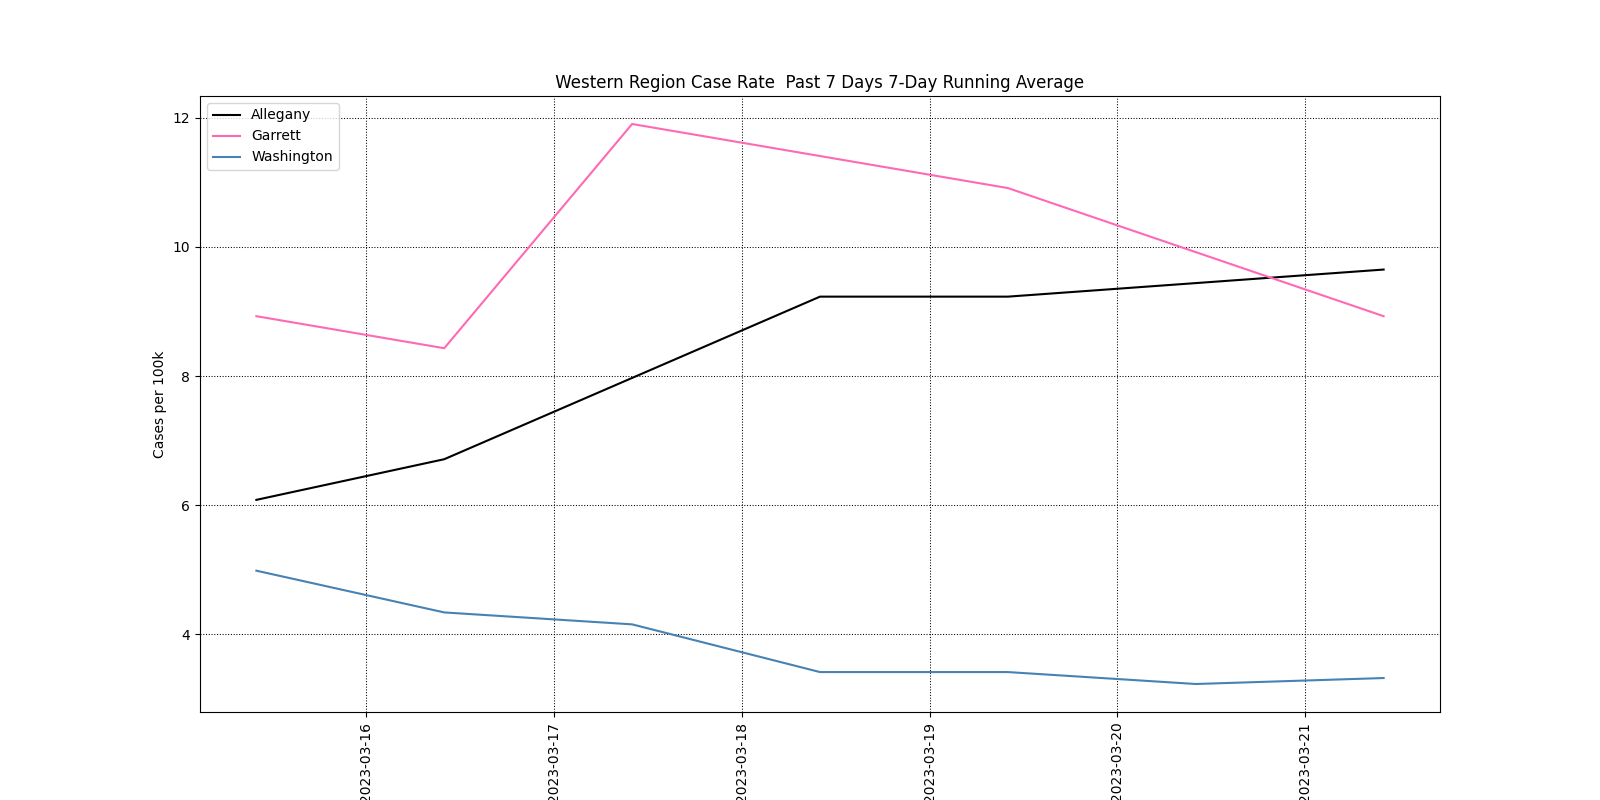 Western Region Case Rate  Past 7 Days 7-Day Running Average
Allegany
Garrett
Washington
12
10
8
6
4
Cases per 100k
2023-03-16
2023-03-17
2023-03-18
2023-03-19
2023-03-20
2023-03-21